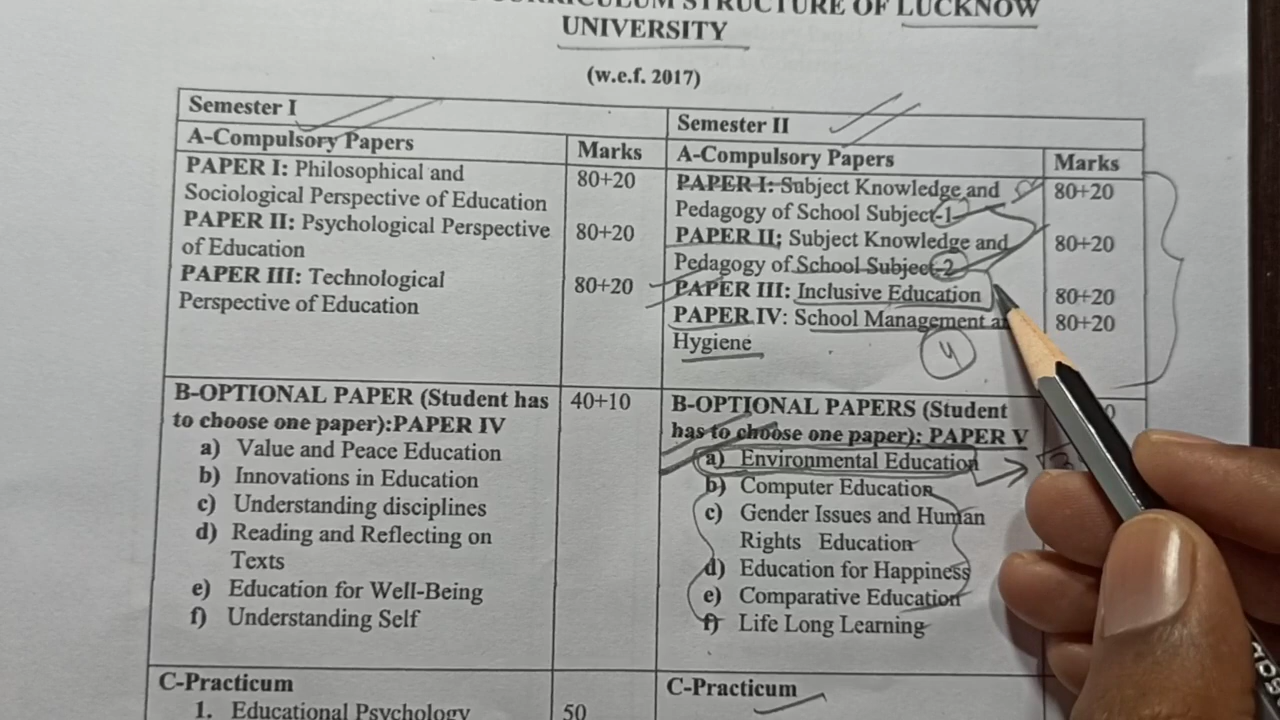 CURRICULUM STRUCTURE OF LUCKNOW
UNIVERSITY
(w.e.f. 2017)
Semester I
A-Compulsory Papers
Marks
PAPER I: Philosophical and
Sociological Perspective of Education
80+20
PAPER II: Psychological Perspective
of Education
80+20
PAPER III: Technological
Perspective of Education
80+20
B-OPTIONAL PAPER (Student has
to choose one paper):PAPER IV
40+10
a) Value and Peace Education
b) Innovations in Education
c) Understanding disciplines
d) Reading and Reflecting on
Texts
e) Education for Well-Being
f) Understanding Self
C-Practicum
1. Educational Psychology
50
Semester II
A-Compulsory Papers
Marks
PAPER I: Subject Knowledge and
Pedagogy of School Subject-1
80+20
PAPER II; Subject Knowledge and
Pedagogy of School Subject-2
80+20
PAPER III: Inclusive Education
80+20
PAPER IV: School Management
Hygiene
80+20
4
B-OPTIONAL PAPERS (Student
has to choose one paper): PAPER V
a) Environmental Education
b) Computer Education
c) Gender Issues and Human
Rights Education
d) Education for Happiness
e) Comparative Education
f) Life Long Learning
C-Practicum